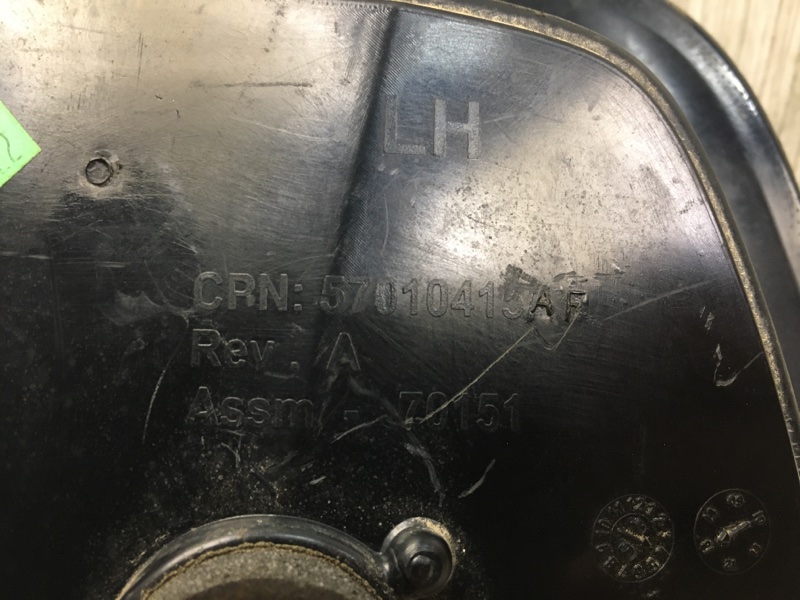 LH
CRN: 57010415AF
Rev. A
Assm. - 70151